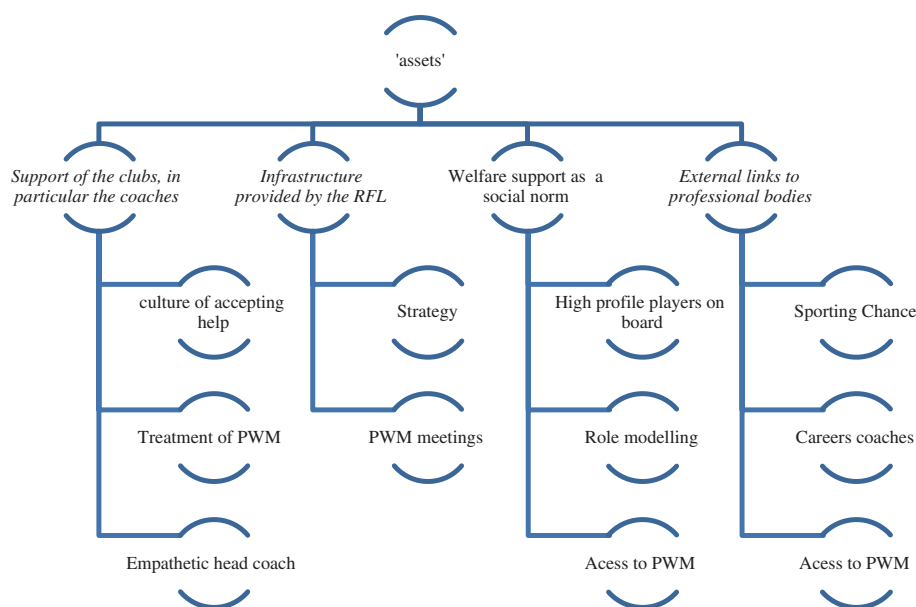 'assets'
Support of the clubs, in
particular the coaches
Infrastructure
provided by the RFL
Welfare support as a
social norm
External links to
professional bodies
culture of accepting
help
Strategy
High profile players on
board
Sporting Chance
Treatment of PWM
PWM meetings
Role modelling
Careers coaches
Empathetic head coach
Acess to PWM
Acess to PWM